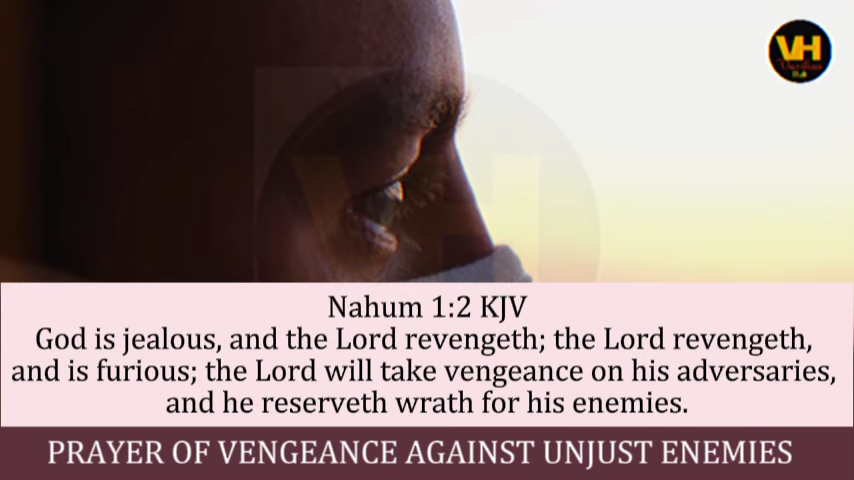 VH
Nahum 1:2 KJV
God is jealous, and the Lord revengeth; the Lord revengeth,
and is furious; the Lord will take vengeance on his adversaries,
and he reserveth wrath for his enemies.
PRAYER OF VENGEANCE AGAINST UNJUST ENEMIES